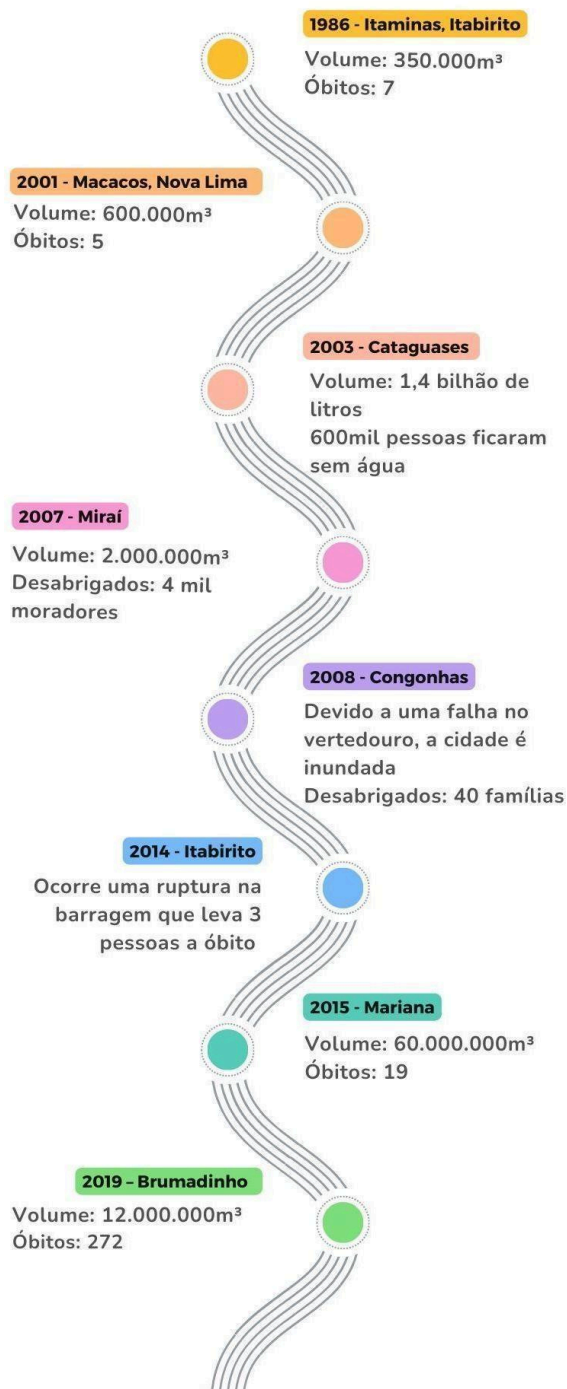 1986 - Itaminas, Itabirito
Volume: 350.000m³
Óbitos: 7
2001 - Macacos, Nova Lima
Volume: 600.000m³
Óbitos: 5
2003 - Cataguases
Volume: 1,4 bilhão de
litros
600mil pessoas ficaram
sem água
2007 - Miraí
Volume: 2.000.000m³
Desabrigados: 4 mil
moradores
2008 - Congonhas
Devido a uma falha no
vertedouro, a cidade é
inundada
Desabrigados: 40 famílias
2014 - Itabirito
Ocorre uma ruptura na
barragem que leva 3
pessoas a óbito
2015 - Mariana
Volume: 60.000.000m³
Óbitos: 19
2019 – Brumadinho
Volume: 12.000.000m³
Óbitos: 272